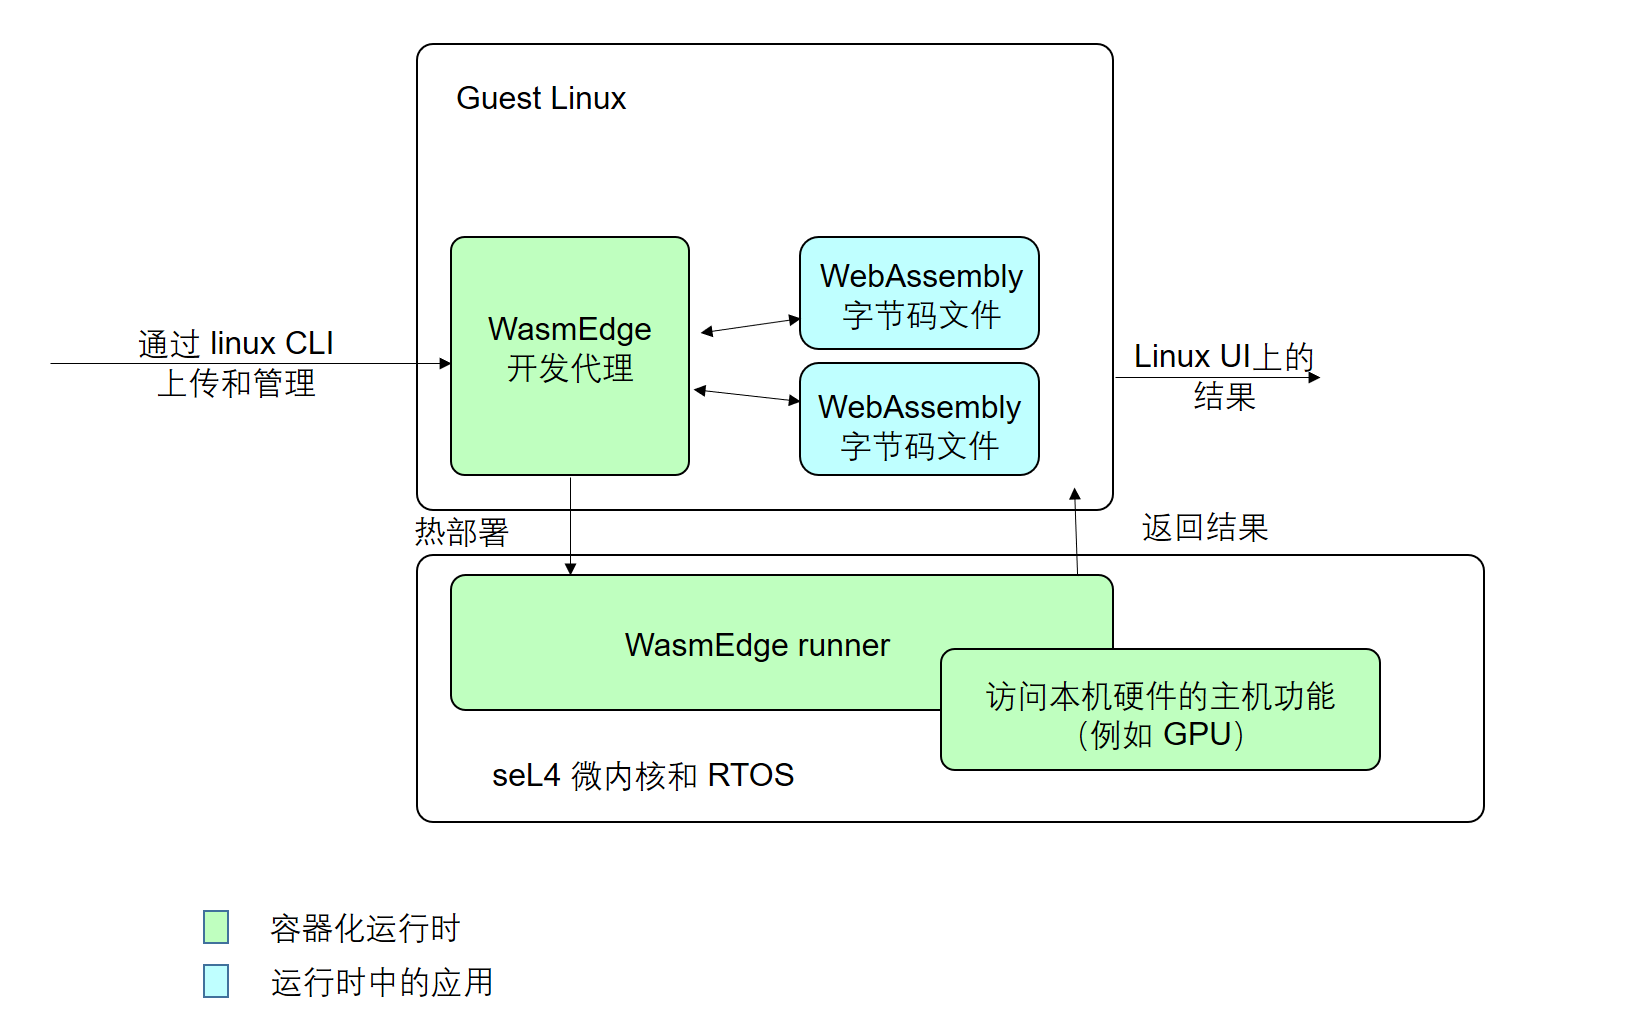 Guest Linux
通过 linux CLI
上传和管理
WasmEdge
开发代理
WebAssembly
字节码文件
WebAssembly
字节码文件
Linux UI上的
结果
热部署
返回结果
WasmEdge runner
访问本机硬件的主机功能
（例如 GPU）
seL4 微内核和 RTOS
容器化运行时
运行时中的应用